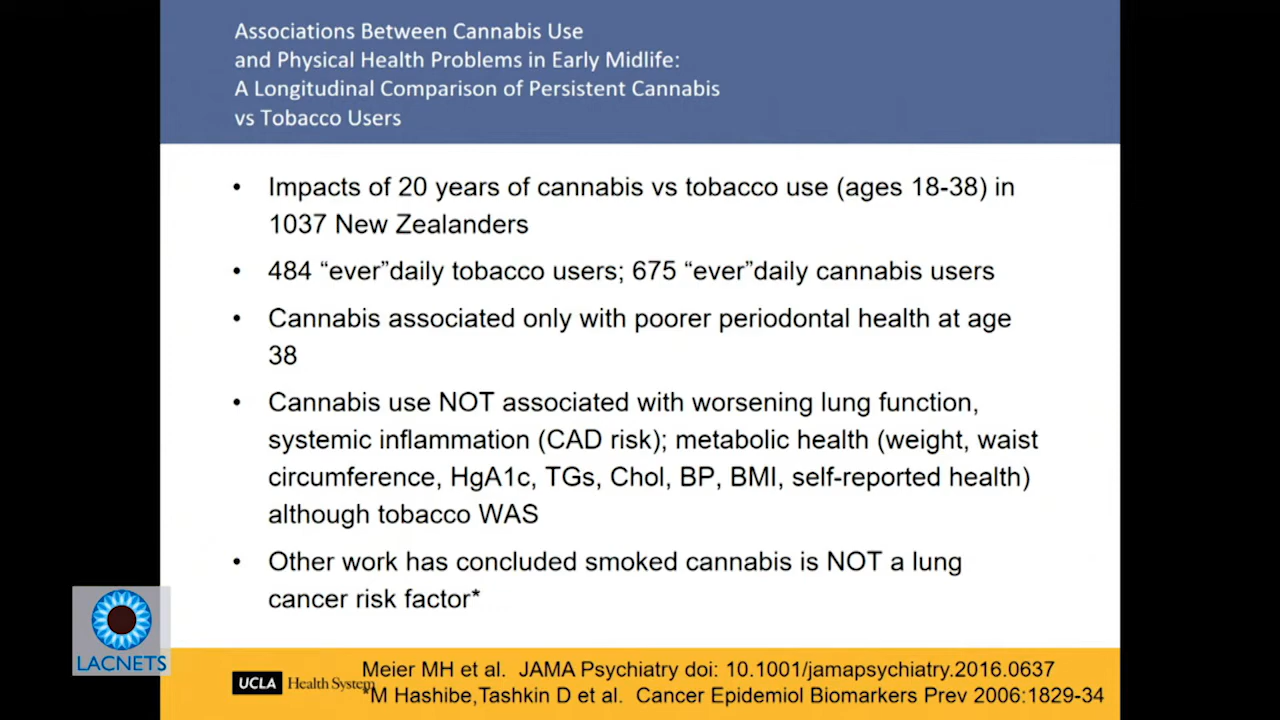 Associations Between Cannabis Use
and Physical Health Problems in Early Midlife:
A Longitudinal Comparison of Persistent Cannabis
vs Tobacco Users
• Impacts of 20 years of cannabis vs tobacco use (ages 18-38) in
1037 New Zealanders
• 484 “ever”daily tobacco users; 675 “ever”daily cannabis users
• Cannabis associated only with poorer periodontal health at age
38
• Cannabis use NOT associated with worsening lung function,
systemic inflammation (CAD risk); metabolic health (weight, waist
circumference, HgA1c, TGs, Chol, BP, BMI, self-reported health)
although tobacco WAS
• Other work has concluded smoked cannabis is NOT a lung
cancer risk factor*
LACNETS
UCLA Health System
Meier MH et al. JAMA Psychiatry doi: 10.1001/jamapsychiatry.2016.0637
*M Hashibe,Tashkin D et al. Cancer Epidemiol Biomarkers Prev 2006:1829-34